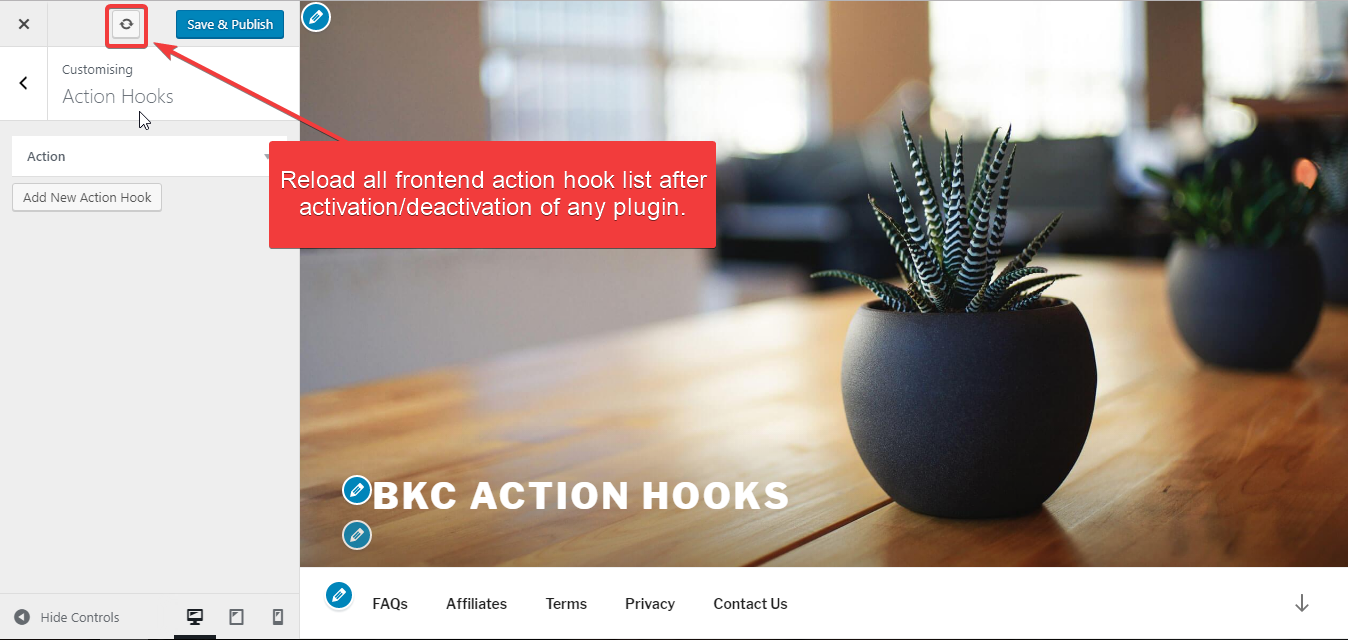 Save & Publish
Customising
Action Hooks
Action
Add New Action Hook
Reload all frontend action hook list after
activation/deactivation of any plugin.
BKC ACTION HOOKS
FAQs Affiliates Terms Privacy Contact Us
Hide Controls